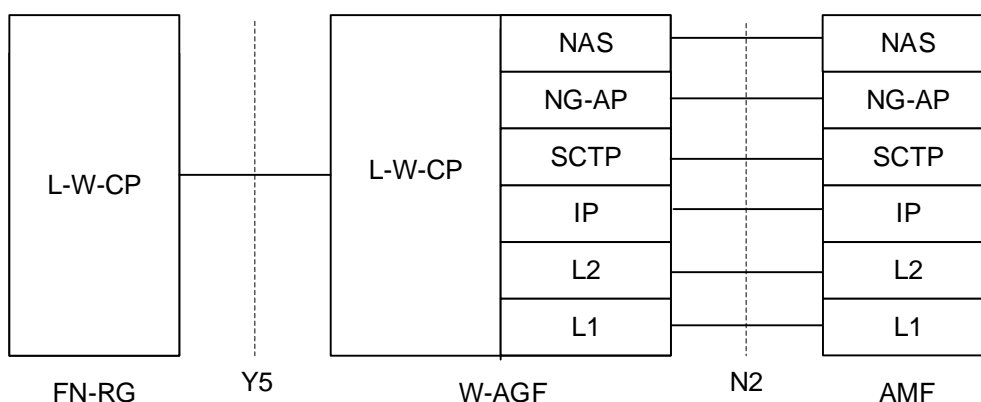 NAS
NAS
NG-AP
NG-AP
L-W-CP
L-W-CP
SCTP
SCTP
IP
IP
L2
L2
L1
L1
FN-RG
Y5
W-AGF
N2
AMF